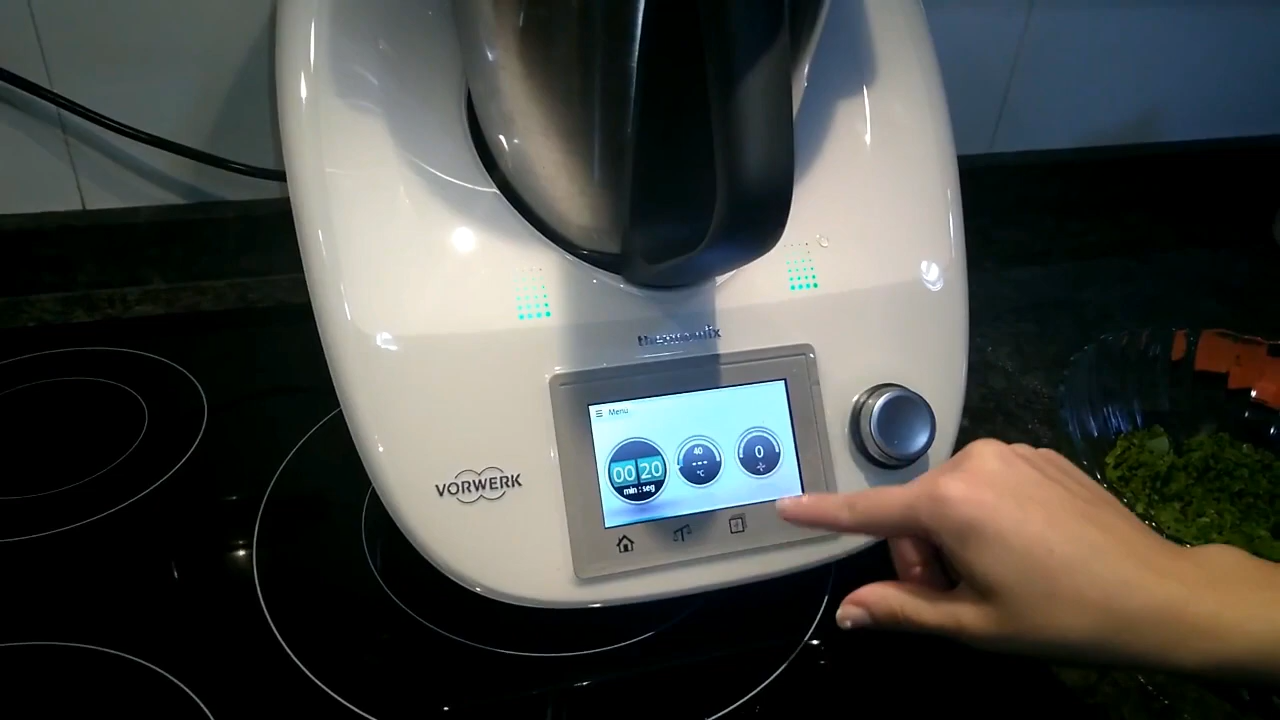 thermomix
Menu
00 20
min : seg
40
---
°C
0
VORWERK